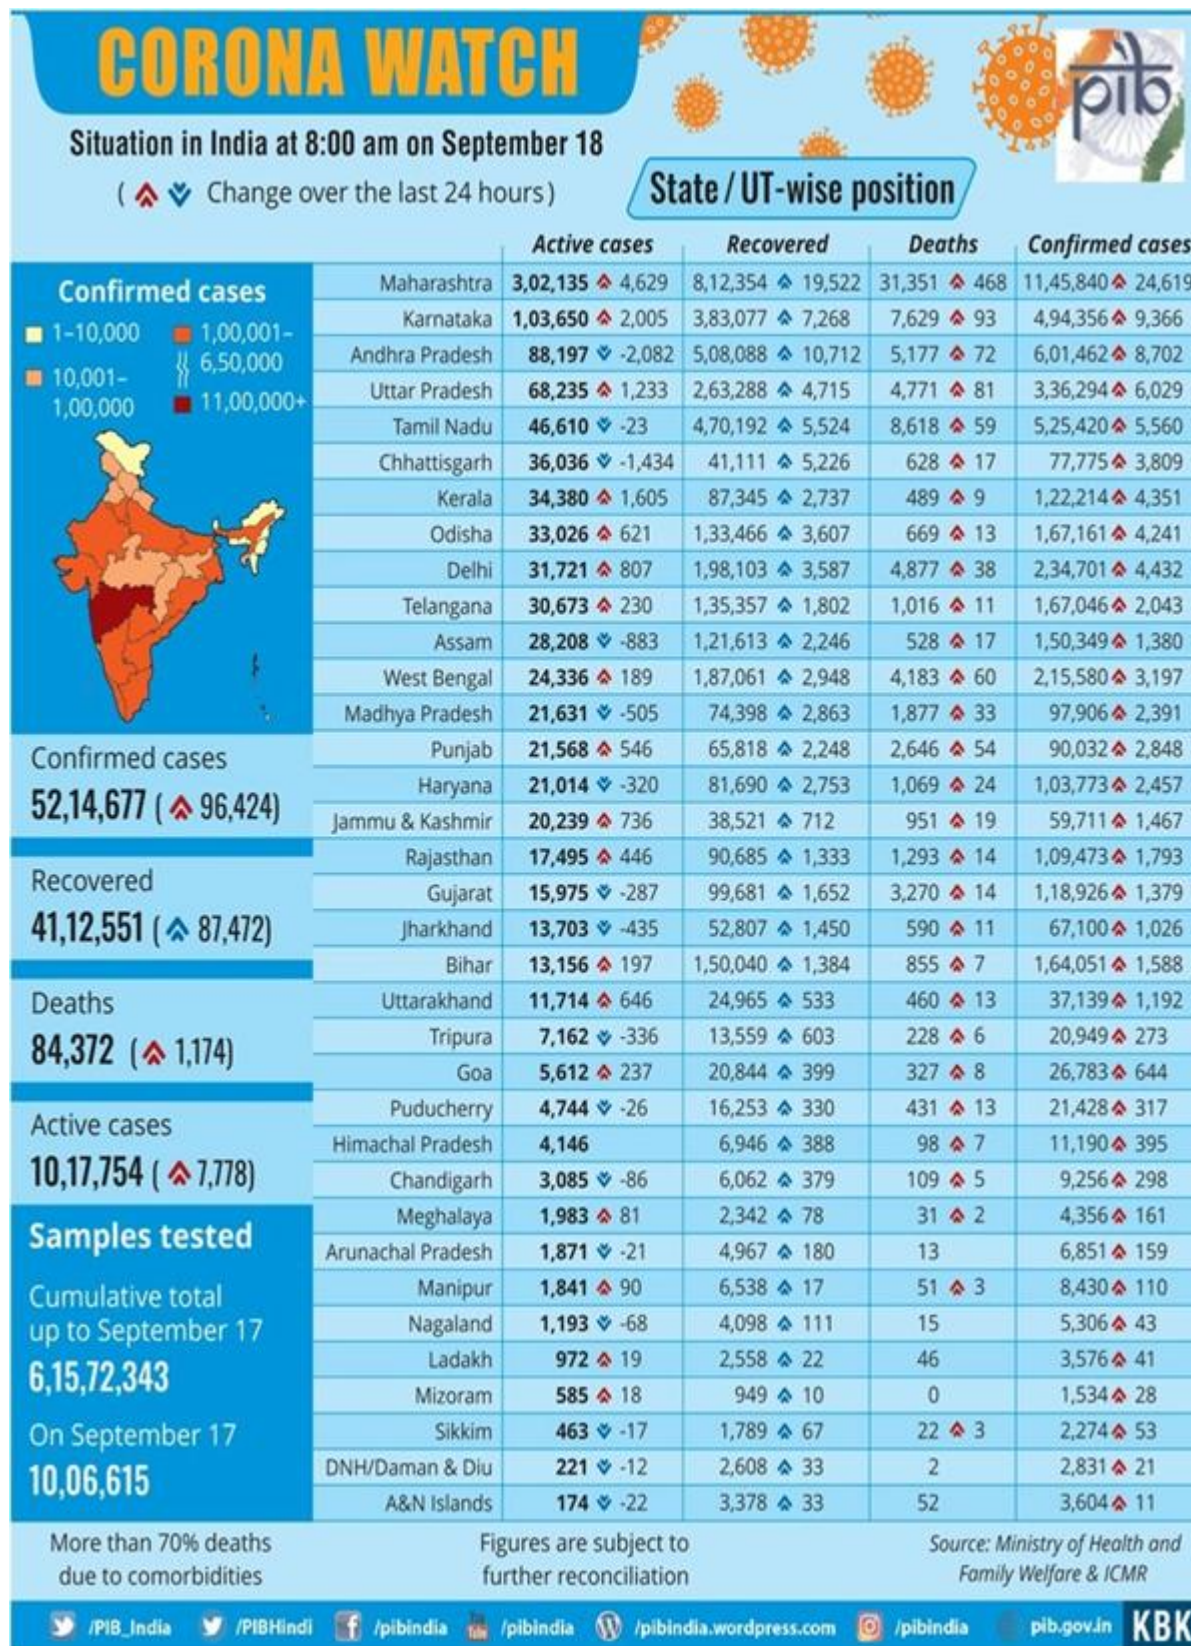 CORONA WATCH
pib
Situation in India at 8:00 am on September 18
( Change over the last 24 hours)
State / UT-wise position
Active cases Recovered Deaths Confirmed cases
Maharashtra 3,02,135 4,629 8,12,354 19,522 31,351 468 11,45,840 24,619
Karnataka 1,03,650 2,005 3,83,077 7,268 7,629 93 4,94,356 9,366
Andhra Pradesh 88,197 -2,082 5,08,088 10,712 5,177 72 6,01,462 8,702
Uttar Pradesh 68,235 1,233 2,63,288 4,715 4,771 81 3,36,294 6,029
Tamil Nadu 46,610 -23 4,70,192 5,524 8,618 59 5,25,420 5,560
Chhattisgarh 36,036 -1,434 41,111 5,226 628 17 77,775 3,809
Kerala 34,380 1,605 87,345 2,737 489 9 1,22,214 4,351
Odisha 33,026 621 1,33,466 3,607 669 13 1,67,161 4,241
Delhi 31,721 807 1,98,103 3,587 4,877 38 2,34,701 4,432
Telangana 30,673 230 1,35,357 1,802 1,016 11 1,67,046 2,043
Assam 28,208 -883 1,21,613 2,246 528 17 1,50,349 1,380
West Bengal 24,336 189 1,87,061 2,948 4,183 60 2,15,580 3,197
Madhya Pradesh 21,631 -505 74,398 2,863 1,877 33 97,906 2,391
Punjab 21,568 546 65,818 2,248 2,646 54 90,032 2,848
Haryana 21,014 -320 81,690 2,753 1,069 24 1,03,773 2,457
Jammu & Kashmir 20,239 736 38,521 712 951 19 59,711 1,467
Rajasthan 17,495 446 90,685 1,333 1,293 14 1,09,473 1,793
Gujarat 15,975 -287 99,681 1,652 3,270 14 1,18,926 1,379
Jharkhand 13,703 -435 52,807 1,450 590 11 67,100 1,026
Bihar 13,156 197 1,50,040 1,384 855 7 1,64,051 1,588
Uttarakhand 11,714 646 24,965 533 460 13 37,139 1,192
Tripura 7,162 -336 13,559 603 228 6 20,949 273
Goa 5,612 237 20,844 399 327 8 26,783 644
Puducherry 4,744 -26 16,253 330 431 13 21,428 317
Himachal Pradesh 4,146 6,946 388 98 7 11,190 395
Chandigarh 3,085 -86 6,062 379 109 5 9,256 298
Meghalaya 1,983 81 2,342 78 31 2 4,356 161
Arunachal Pradesh 1,871 -21 4,967 180 13 6,851 159
Manipur 1,841 90 6,538 17 51 3 8,430 110
Nagaland 1,193 -68 4,098 111 15 5,306 43
Ladakh 972 19 2,558 22 46 3,576 41
Mizoram 585 18 949 10 0 1,534 28
Sikkim 463 -17 1,789 67 22 3 2,274 53
DNH/Daman & Diu 221 -12 2,608 33 2 2,831 21
A&N Islands 174 -22 3,378 33 52 3,604 11
Confirmed cases
1-10,000 1,00,001-
6,50,000
10,001-
1,00,000 11,00,000+
Confirmed cases
52,14,677 ( 96,424)
Recovered
41,12,551 ( 87,472)
Deaths
84,372 ( 1,174)
Active cases
10,17,754 ( 7,778)
Samples tested
Cumulative total
up to September 17
6,15,72,343
On September 17
10,06,615
More than 70% deaths
due to comorbidities
Figures are subject to
further reconciliation
Source: Ministry of Health and
Family Welfare & ICMR
/PIB_India /PIBHindi /pibindia /pibindia /pibindia.wordpress.com /pibindia pib.gov.in KBK